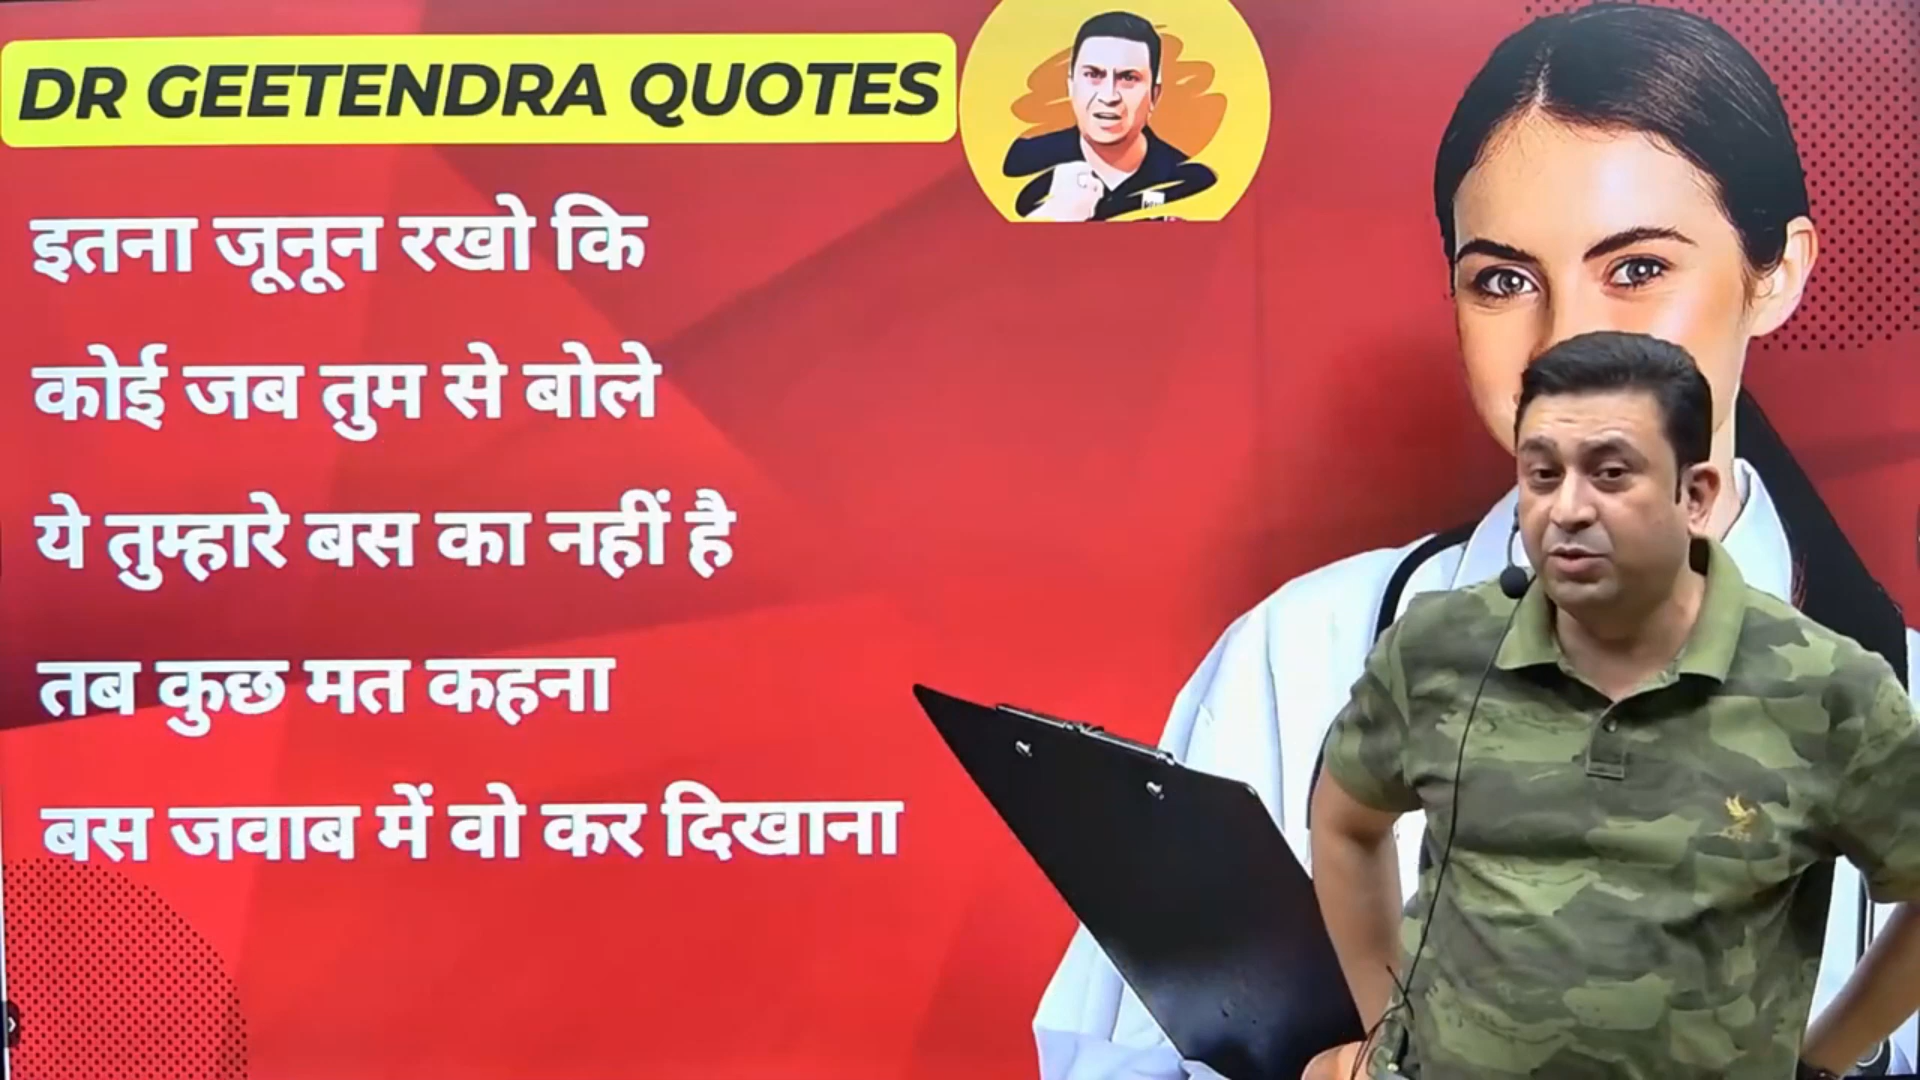 DR GEETENDRA QUOTES
इतना जूनून रखो कि
कोई जब तुम से बोले
ये तुम्हारे बस का नहीं है
तब कुछ मत कहना
बस जवाब में वो कर दिखाना